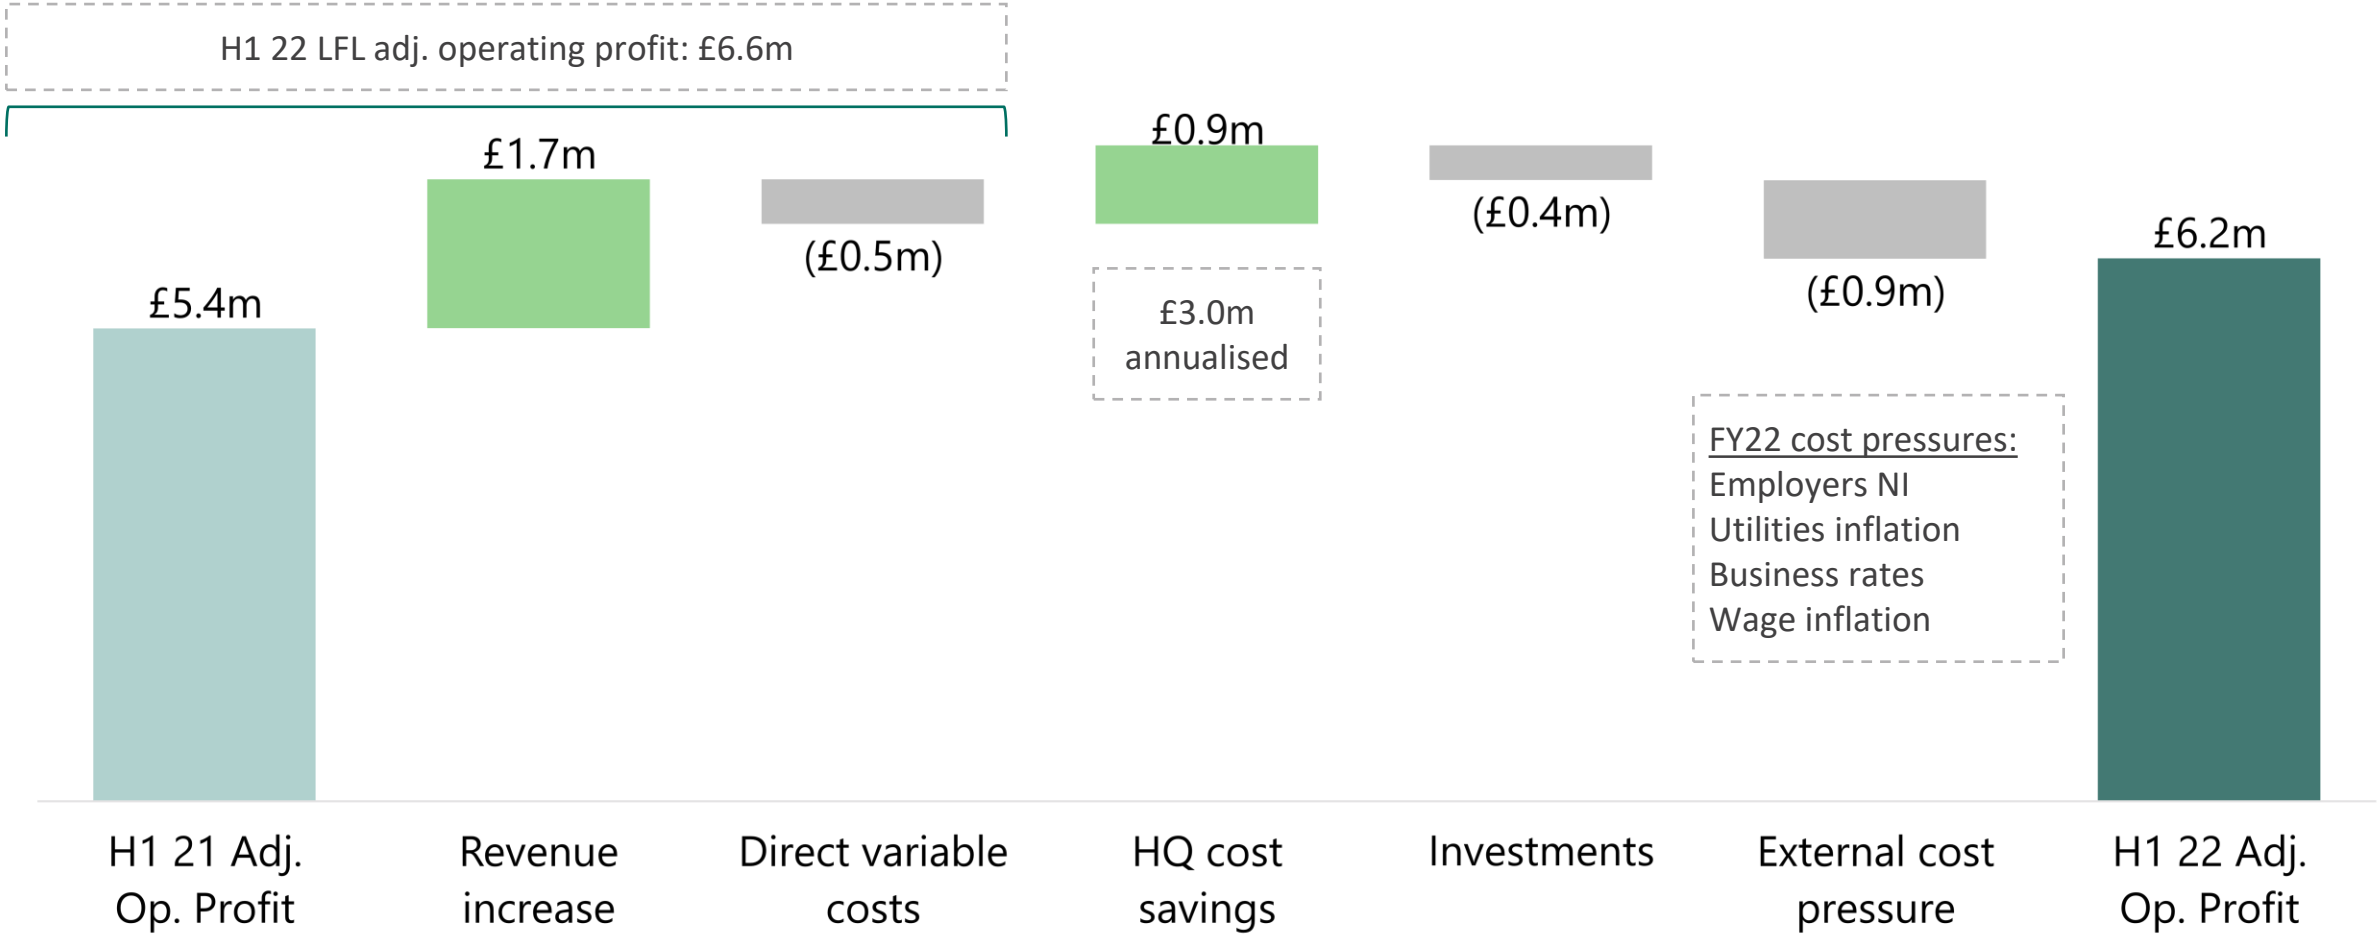 H1 22 LFL adj. operating profit: £6.6m
£5.4m
£1.7m
(£0.5m)
£0.9m
£3.0m
annualised
(£0.4m)
(£0.9m)
FY22 cost pressures:
Employers NI
Utilities inflation
Business rates
Wage inflation
£6.2m
H1 21 Adj.
Op. Profit
Revenue
increase
Direct variable
costs
HQ cost
savings
Investments
External cost
pressure
H1 22 Adj.
Op. Profit